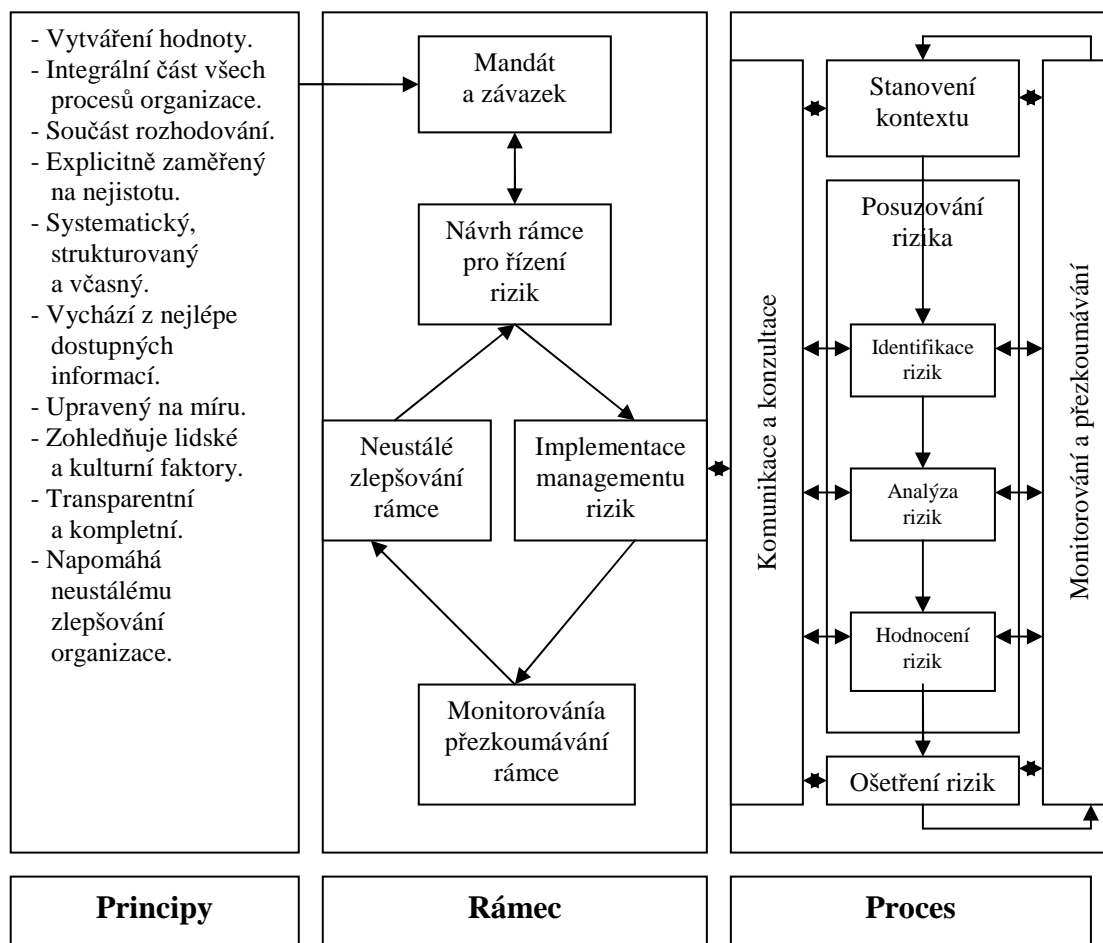 - Vytváření hodnoty.
- Integrální část všech
procesů organizace.
- Součást rozhodování.
- Explicitně zaměřený
na nejistotu.
- Systematický,
strukturovaný
a včasný.
- Vychází z nejlépe
dostupných
informací.
- Upravený na míru.
- Zohledňuje lidské
a kulturní faktory.
- Transparentní
a kompletní.
- Napomáhá
neustálému
zlepšování
organizace.
Mandát
a závazek
Návrh rámce
pro řízení
rizik
Neustálé
zlepšování
rámce
Implementace
managementu
rizik
Monitorovánía
přezkoumávání
rámce
Komunikace a konzultace
Stanovení
kontextu
Posuzování
rizika
Identifikace
rizik
Analýza
rizik
Hodnocení
rizik
Ošetření rizik
Monitorování a přezkoumávání
Principy
Rámec
Proces